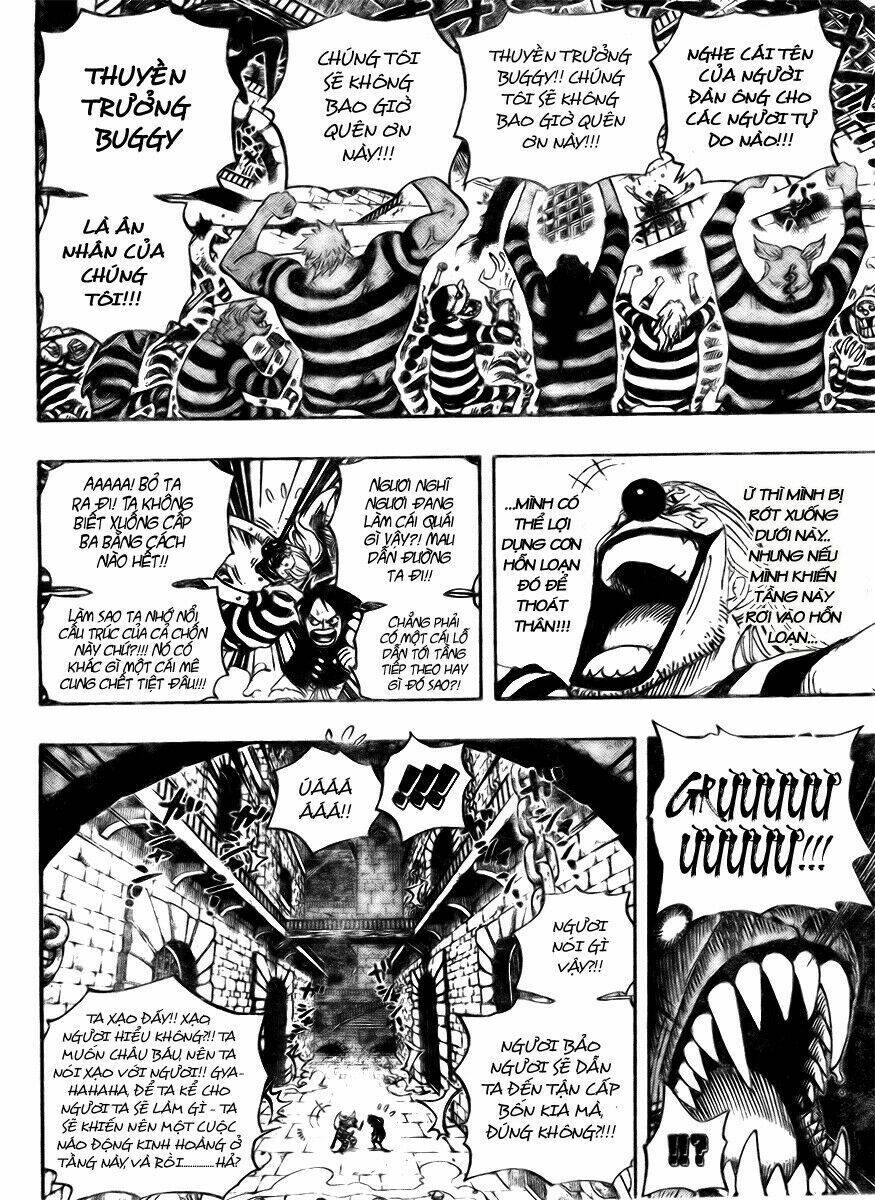 NGHE CÁI TÊN
CỦA NGƯỜI
ĐÀN ÔNG CHO
CÁC NGƯƠI TỰ
DO NÀO!!!
THUYỀN TRƯỞNG
BUGGY!! CHÚNG
TÔI SẼ KHÔNG
BAO GIỜ
QUÊN ƠN
NÀY!!!
CHÚNG TÔI
SẼ KHÔNG
BAO GIỜ
QUÊN ƠN
NÀY!!!
THUYỀN
TRƯỞNG
BUGGY
LÀ ÂN
NHÂN CỦA
CHÚNG
TÔI!!!
Ừ THÌ MÌNH BỊ
RỚT XUỐNG
DƯỚI NÀY..
NHƯNG NẾU
MÌNH KHIẾN
TẦNG NÀY
RƠI VÀO HỖN
LOẠN...
...MÌNH CÓ
THỂ LỢI
DỤNG CƠN
HỖN LOẠN
ĐÓ ĐỂ
THOÁT
THÂN!!!
NGƯƠI NGHĨ
NGƯƠI ĐANG
LÀM CÁI QUÁI
GÌ VẬY?! MAU
DẪN ĐƯỜNG
TA ĐI!!
CHẲNG PHẢI
CÓ MỘT CÁI LỖ
DẪN TỚI TẦNG
TIẾP THEO HAY
GÌ ĐÓ SAO?!
AAAAA! BỎ TA
RA ĐI! TA KHÔNG
BIẾT XUỐNG CẤP
BA BẰNG CÁCH
NÀO HẾT!!
LÀM SAO TA NHỚ NỔI
CẤU TRÚC CỦA CẢ CHỐN
NÀY CHỨ?!!! NÓ CÓ
KHÁC GÌ MỘT CÁI MÊ
CUNG CHẾT TIỆT ĐÂU!!!
GRỪỪỪỪỪ
ỪỪỪỪỪ!!!
!!?
!!!
ÚÁÁÁ
ÁÁÁ!!
NGƯƠI
NÓI GÌ
VẬY?!!
NGƯƠI BẢO
NGƯƠI SẼ DẪN
TA ĐẾN TẬN CẤP
BỐN KIA MÀ,
ĐÚNG KHÔNG?!!!
TA XẠO ĐẤY!! XẠO,
NGƯƠI HIỂU KHÔNG?!! TA
MUỐN CHÂU BÁU, NÊN TA
NÓI XẠO VỚI NGƯƠI!! GYA-
HAHAHA, ĐỂ TA KỂ CHO
NGƯƠI TA SẼ LÀM GÌ - TA
SẼ KHIẾN NÊN MỘT CUỘC
NÁO ĐỘNG KINH HOÀNG Ở
TẦNG NÀY, VÀ RỒI...............HẢ?